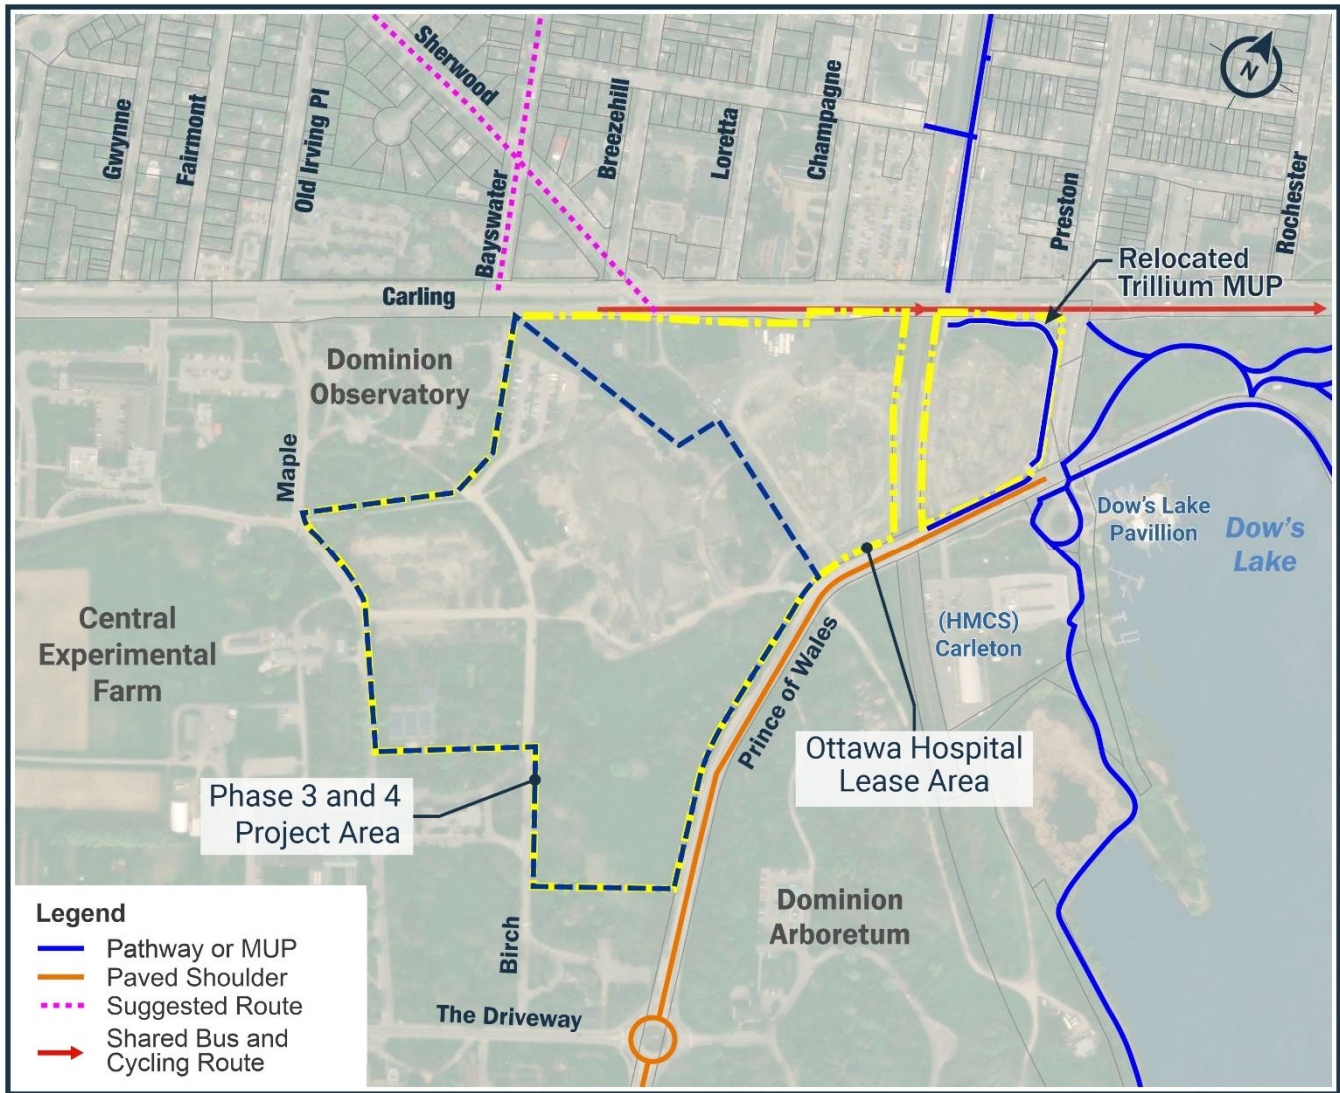 Sherwood
N
Gwynne
Fairmont
Old Irving Pl
Bayswater
Breezehill
Loretta
Champagne
Preston
Rochester
Relocated
Trillium MUP
Carling
Dominion
Observatory
Maple
Dow's Lake
Pavillion
Dow's
Lake
Central
Experimental
Farm
(HMCS)
Carleton
Prince of Wales
Ottawa Hospital
Lease Area
Phase 3 and 4
Project Area
Dominion
Arboretum
Birch
The Driveway
Legend
Pathway or MUP
Paved Shoulder
Suggested Route
Shared Bus and
Cycling Route